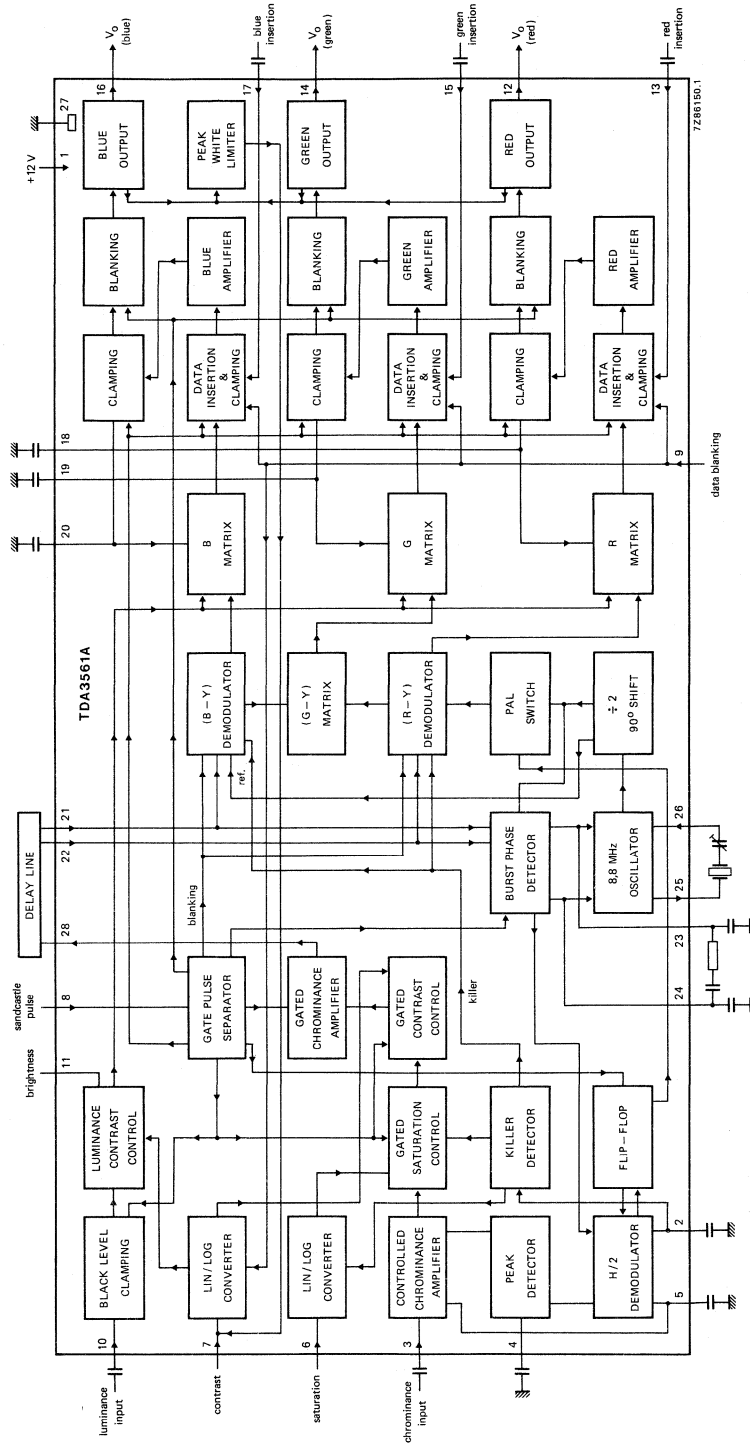 +12 V
1
27
16
Vo
(blue)
17
blue
insertion
14
Vo
(green)
15
green
insertion
12
Vo
(red)
13
red
insertion
7Z86150.1
BLUE
OUTPUT
PEAK
WHITE
LIMITER
GREEN
OUTPUT
RED
OUTPUT
BLANKING
BLUE
AMPLIFIER
BLANKING
GREEN
AMPLIFIER
BLANKING
RED
AMPLIFIER
CLAMPING
DATA
INSERTION
&
CLAMPING
CLAMPING
DATA
INSERTION
&
CLAMPING
CLAMPING
DATA
INSERTION
&
CLAMPING
18
19
20
9
data blanking
B
MATRIX
G
MATRIX
R
MATRIX
TDA3561A
(B-Y)
DEMODULATOR
(G-Y)
MATRIX
(R-Y)
DEMODULATOR
PAL
SWITCH
÷ 2
90° SHIFT
ref.
DELAY LINE
21
22
28
BURST PHASE
DETECTOR
8,8 MHz
OSCILLATOR
26
25
23
24
blanking
killer
sandcastle
pulse
8
brightness
11
GATE PULSE
SEPARATOR
GATED
CHROMINANCE
AMPLIFIER
GATED
CONTRAST
CONTROL
LUMINANCE
CONTRAST
CONTROL
GATED
SATURATION
CONTROL
KILLER
DETECTOR
FLIP-FLOP
BLACK LEVEL
CLAMPING
LIN/LOG
CONVERTER
LIN/LOG
CONVERTER
CONTROLLED
CHROMINANCE
AMPLIFIER
PEAK
DETECTOR
H/2
DEMODULATOR
2
5
10
luminance
input
7
contrast
6
saturation
3
chrominance
input
4